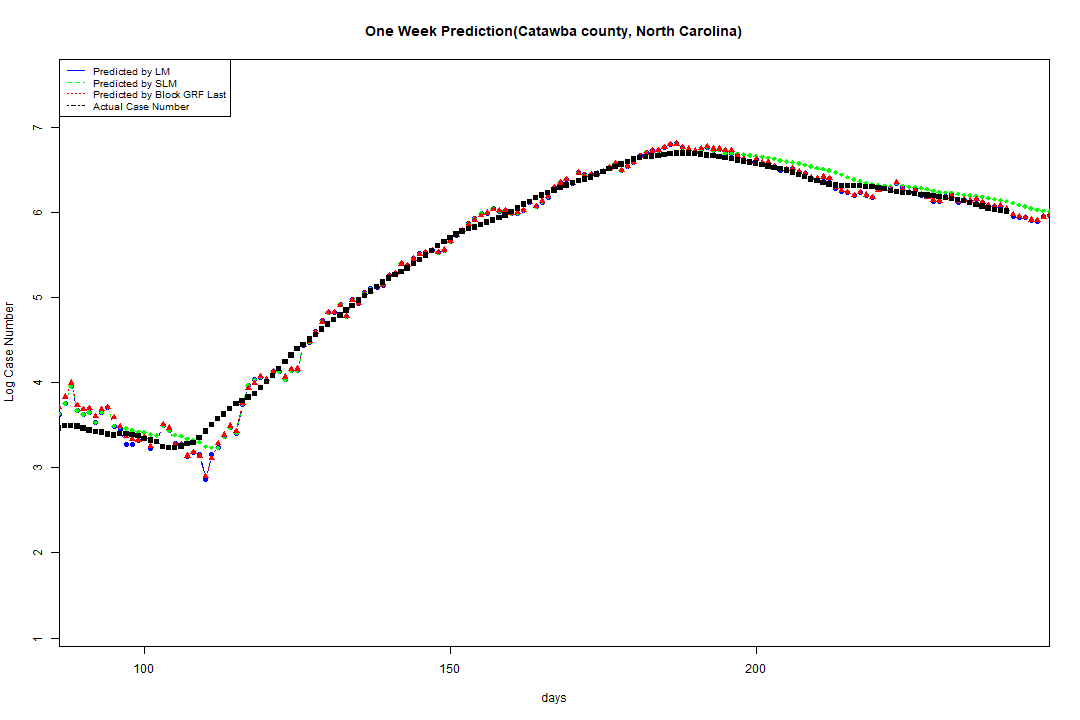 One Week Prediction(Catawba county, North Carolina)
Predicted by LM
Predicted by SLM
Predicted by Block GRF Last
Actual Case Number
7
6
5
4
3
2
1
Log Case Number
100 150 200
days